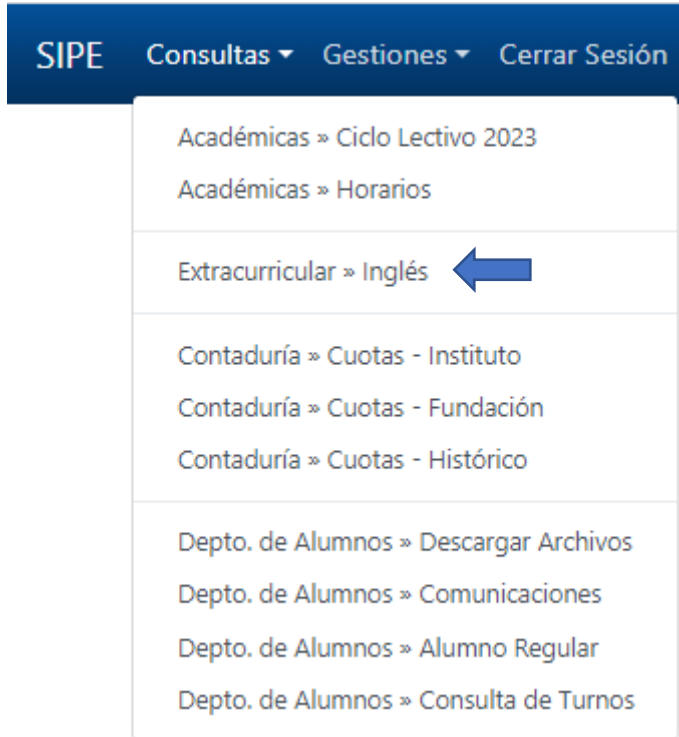 SIPE Consultas Gestiones Cerrar Sesión
Académicas » Ciclo Lectivo 2023
Académicas » Horarios
Extracurricular » Inglés
Contaduría » Cuotas - Instituto
Contaduría » Cuotas - Fundación
Contaduría » Cuotas - Histórico
Depto. de Alumnos » Descargar Archivos
Depto. de Alumnos » Comunicaciones
Depto. de Alumnos » Alumno Regular
Depto. de Alumnos » Consulta de Turnos